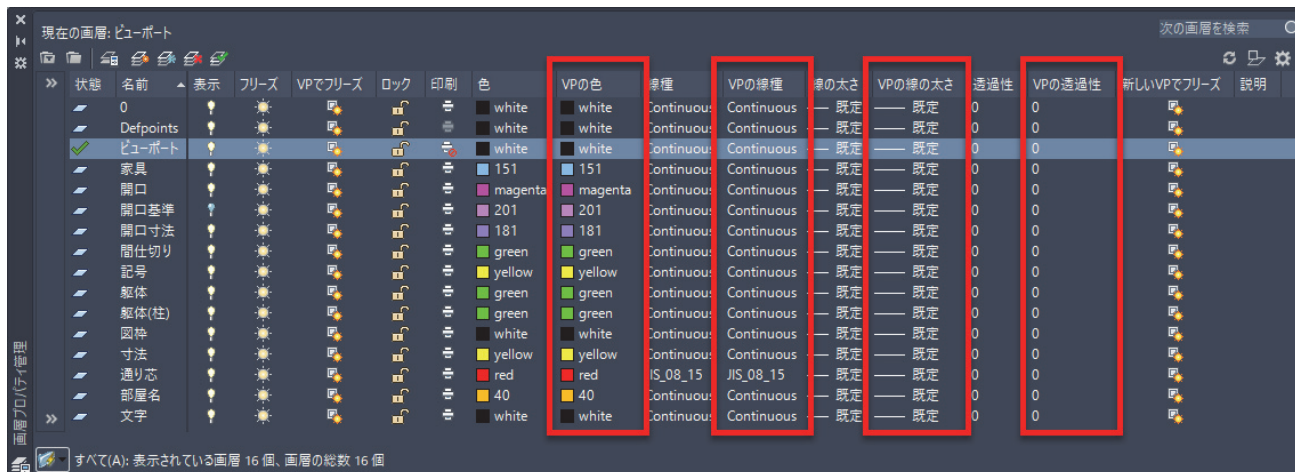 現在の画層: ビューポート
次の画層を検索
状態 名前 表示 フリーズ VPでフリーズ ロック 印刷 色 VPの色 線種 VPの線種 線の太さ VPの線の太さ 透過性 VPの透過性 新しいVPでフリーズ 説明
0 white white Continuous Continuous 既定 既定 0 0
Defpoints white white Continuous Continuous 既定 既定 0 0
ビューポート white white Continuous Continuous 既定 既定 0 0
家具 151 151 Continuous Continuous 既定 既定 0 0
開口 magenta magenta Continuous Continuous 既定 既定 0 0
開口基準 201 201 Continuous Continuous 既定 既定 0 0
開口寸法 181 181 Continuous Continuous 既定 既定 0 0
間仕切り green green Continuous Continuous 既定 既定 0 0
記号 yellow yellow Continuous Continuous 既定 既定 0 0
躯体 green green Continuous Continuous 既定 既定 0 0
躯体(柱) green green Continuous Continuous 既定 既定 0 0
図枠 white white Continuous Continuous 既定 既定 0 0
寸法 yellow yellow Continuous Continuous 既定 既定 0 0
通り芯 red red JIS_08_15 JIS_08_15 既定 既定 0 0
部屋名 40 40 Continuous Continuous 既定 既定 0 0
文字 white white Continuous Continuous 既定 既定 0 0
画層プロパティ管理
すべて(A): 表示されている画層 16 個、画層の総数 16 個